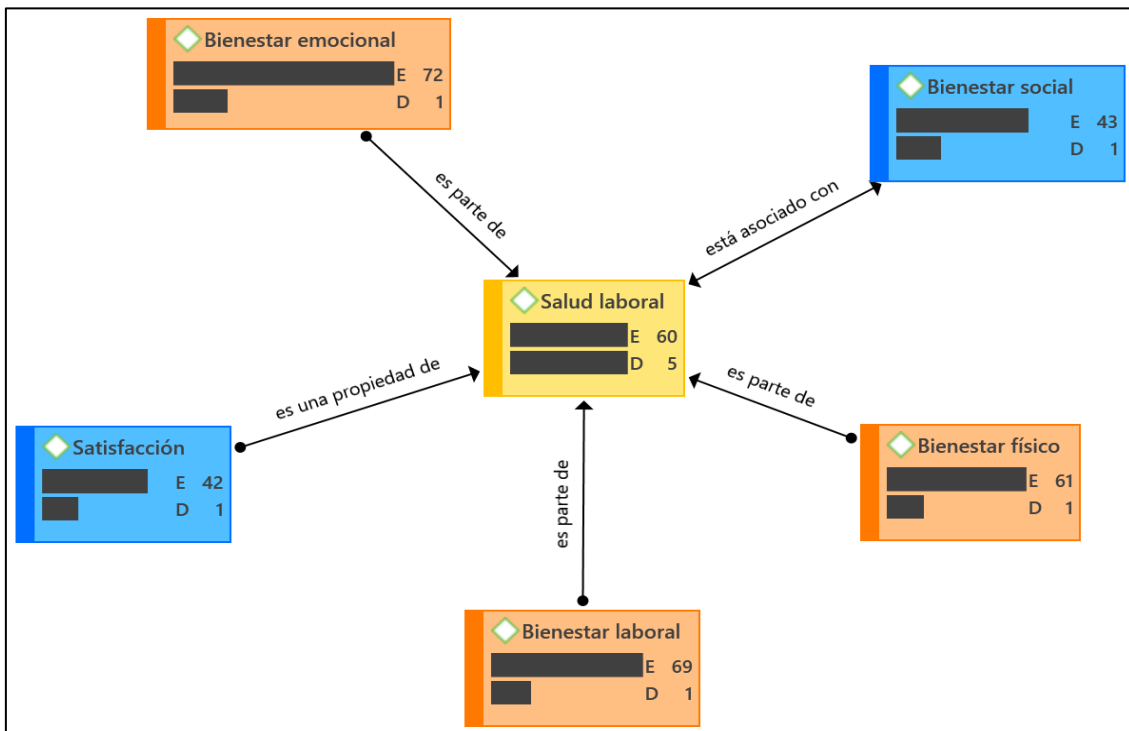 Bienestar emocional
E 72
D 1
Bienestar social
E 43
D 1
es parte de
está asociado con
Salud laboral
E 60
D 5
es una propiedad de
es parte de
Satisfacción
E 42
D 1
Bienestar físico
E 61
D 1
es parte de
Bienestar laboral
E 69
D 1